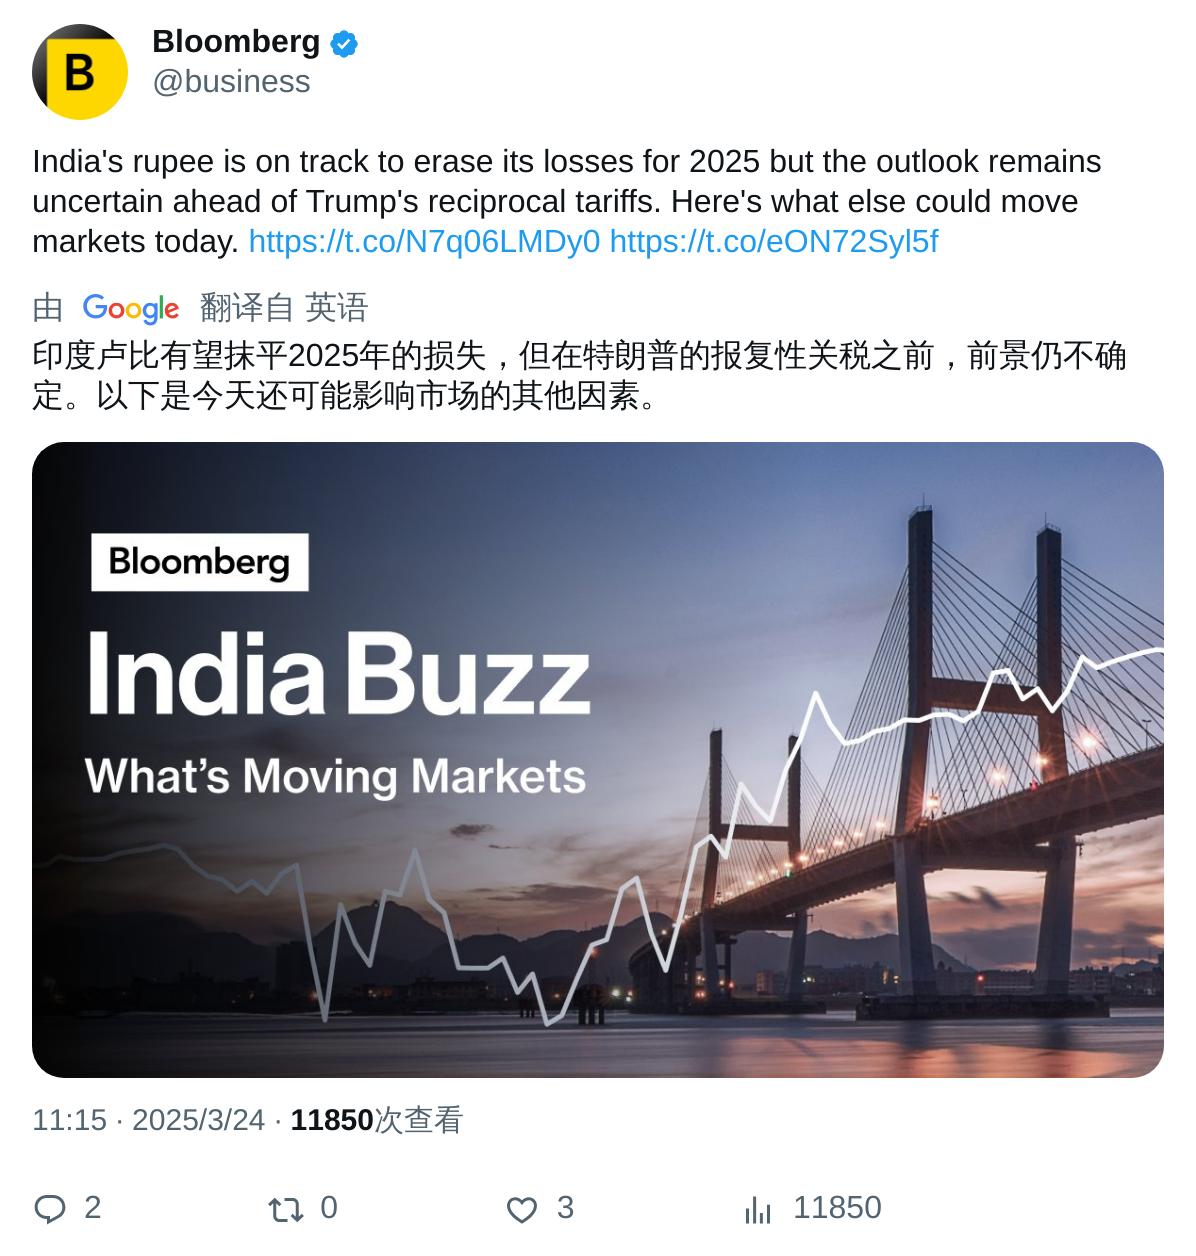 B
Bloomberg
@business
India's rupee is on track to erase its losses for 2025 but the outlook remains
uncertain ahead of Trump's reciprocal tariffs. Here's what else could move
markets today. https://t.co/N7q06LMDy0 https://t.co/eON72Syl5f
由 Google 翻译自 英语
印度卢比有望抹平2025年的损失，但在特朗普的报复性关税之前，前景仍不确
定。以下是今天还可能影响市场的其他因素。
Bloomberg
India Buzz
What's Moving Markets
11:15 · 2025/3/24 · 11850次查看
2 0 3 11850